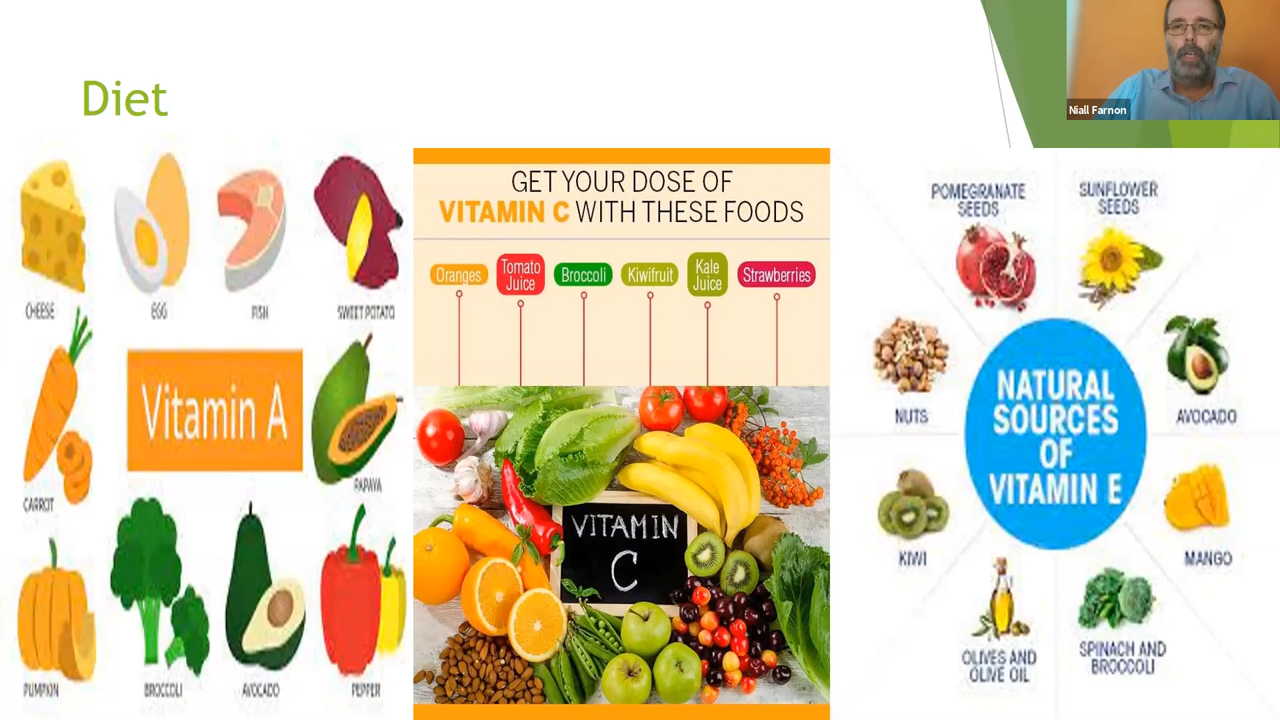 Niall Farnon
Diet
CHEESE
EGG
FISH
SWEET POTATO
CARROT
Vitamin A
PAPAYA
PUMPKIN
BROCCOLI
AVOCADO
PEPPER
GET YOUR DOSE OF
VITAMIN C WITH THESE FOODS
Oranges
Tomato
Juice
Broccoli
Kiwifruit
Kale
Juice
Strawberries
VITAMIN
C
POMEGRANATE
SEEDS
SUNFLOWER
SEEDS
NUTS
AVOCADO
NATURAL
SOURCES
OF
VITAMIN E
KIWI
MANGO
OLIVES AND
OLIVE OIL
SPINACH AND
BROCCOLI